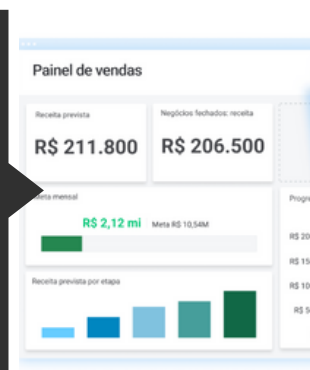 Painel de vendas
Receita prevista
R$ 211.800
Negócios fechados: receita
R$ 206.500
Meta mensal
R$ 2,12 mi Meta R$ 10,54M
Receita prevista por etapa
Progre
R$ 20
R$ 15
R$ 10
R$ 5